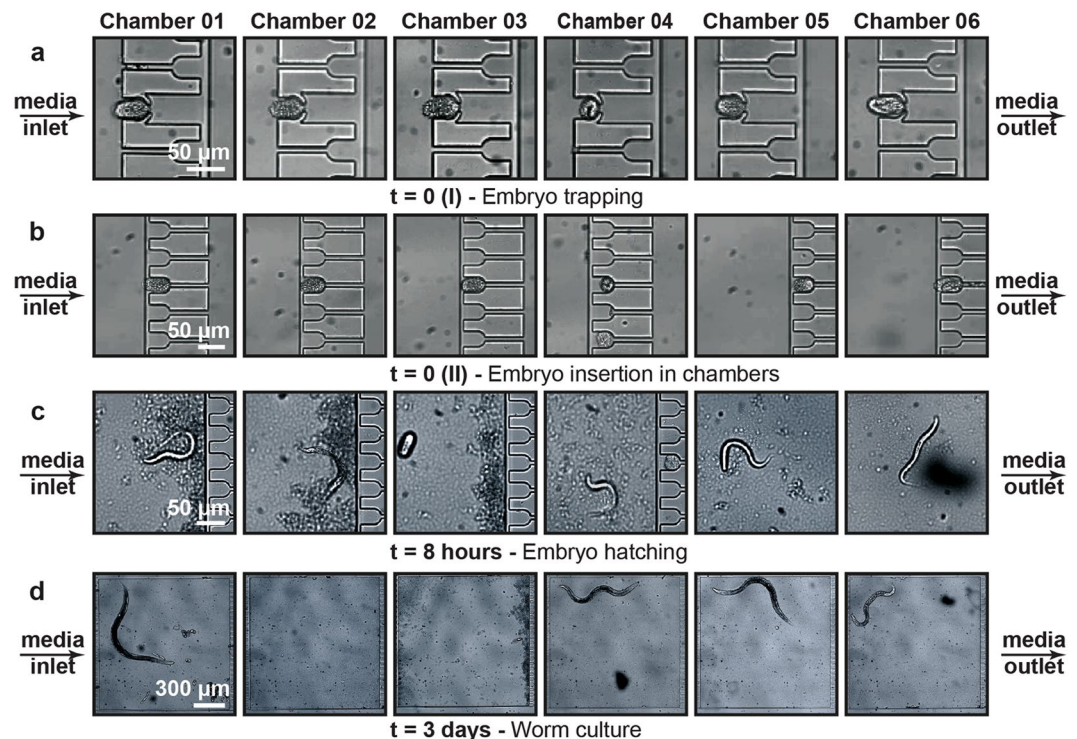 Chamber 01 Chamber 02 Chamber 03 Chamber 04 Chamber 05 Chamber 06
a
media
inlet
50 µm
media
outlet
t = 0 (I) - Embryo trapping
b
media
inlet
50 µm
media
outlet
t = 0 (II) - Embryo insertion in chambers
c
media
inlet
50 µm
media
outlet
t = 8 hours - Embryo hatching
d
media
inlet
300 µm
media
outlet
t = 3 days - Worm culture